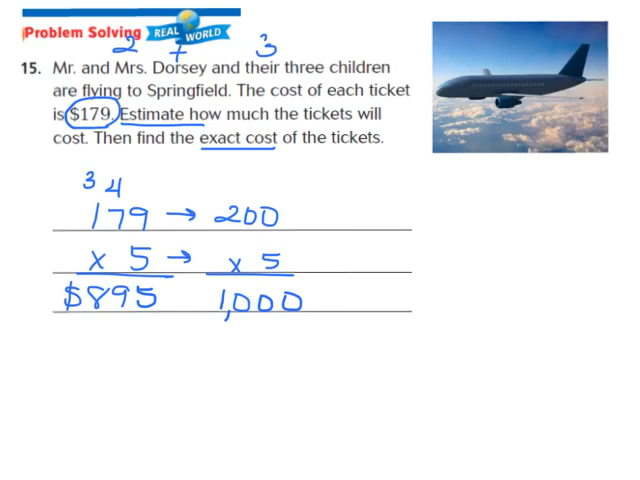 Problem Solving REAL WORLD
2 + 3
15. Mr. and Mrs. Dorsey and their three children
are flying to Springfield. The cost of each ticket
is $179. Estimate how much the tickets will
cost. Then find the exact cost of the tickets.
3 4
179 → 200
x 5 → x 5
$895 1,000